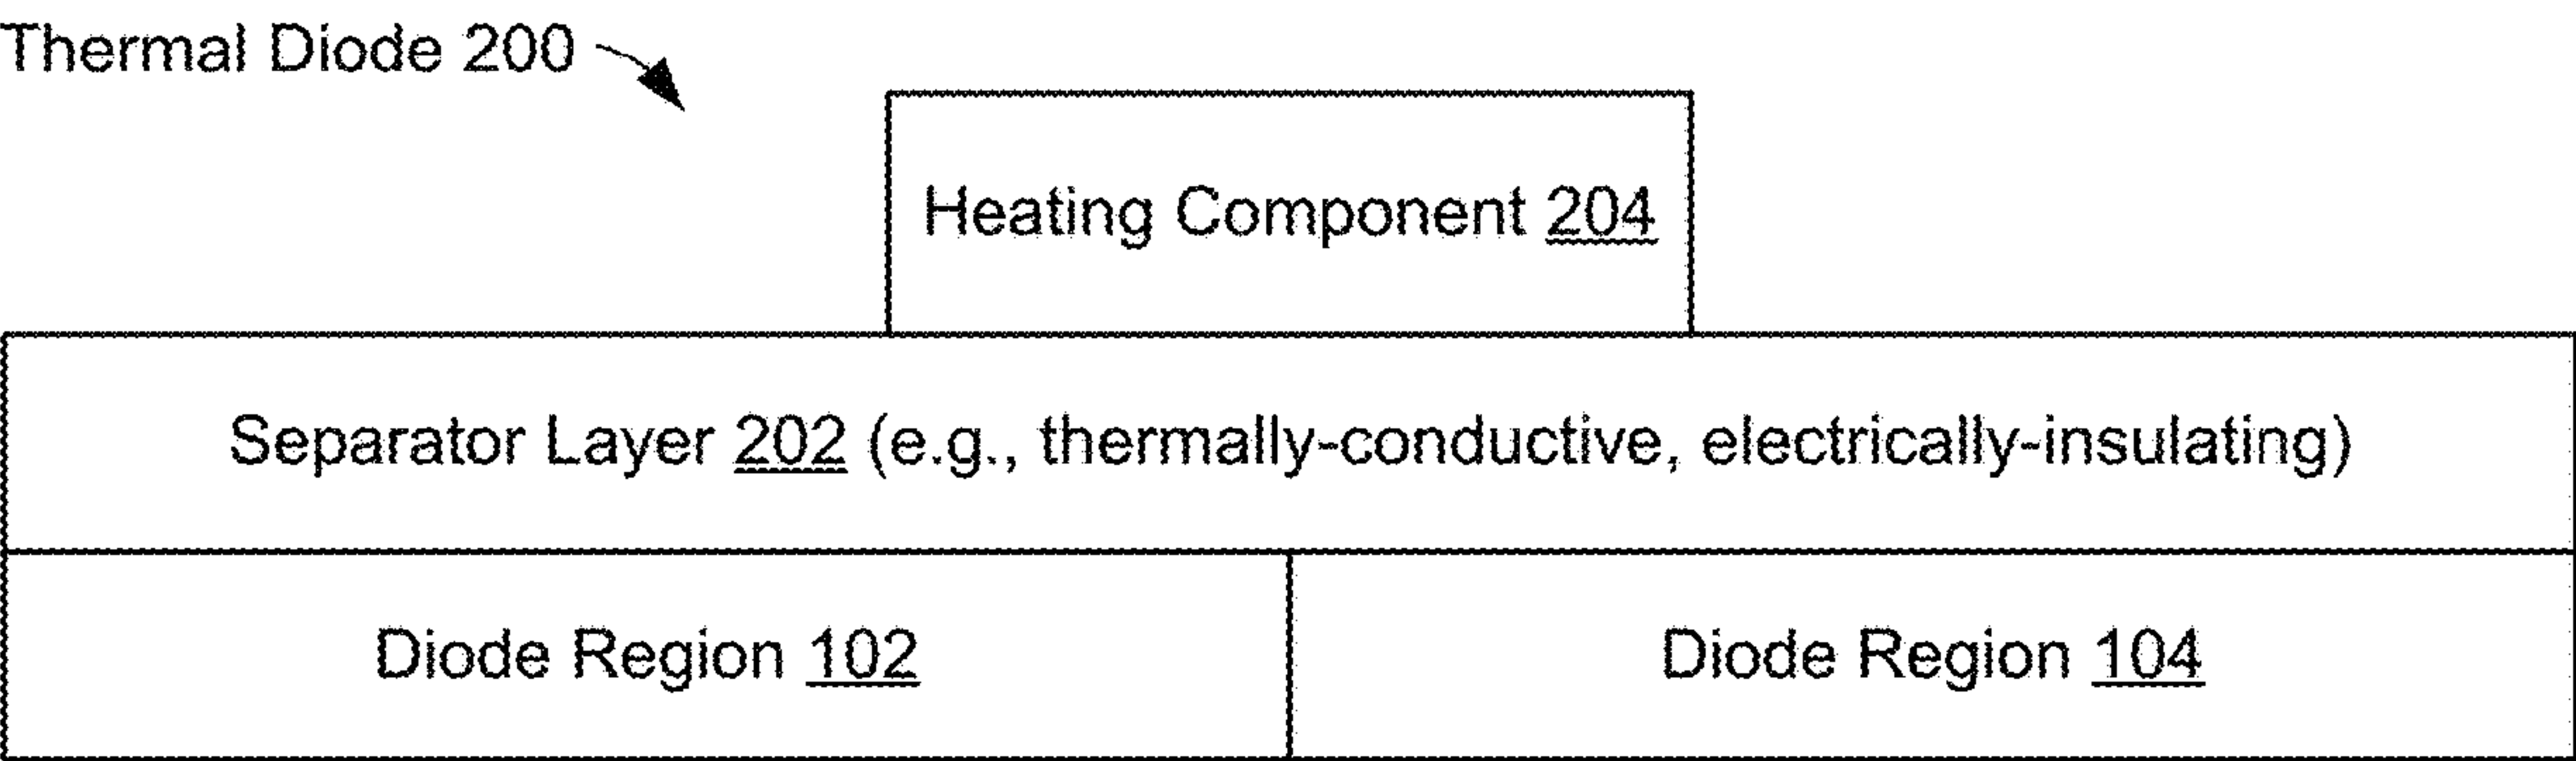 Thermal Diode 200
Heating Component 204
Separator Layer 202 (e.g., thermally-conductive, electrically-insulating)
Diode Region 102
Diode Region 104